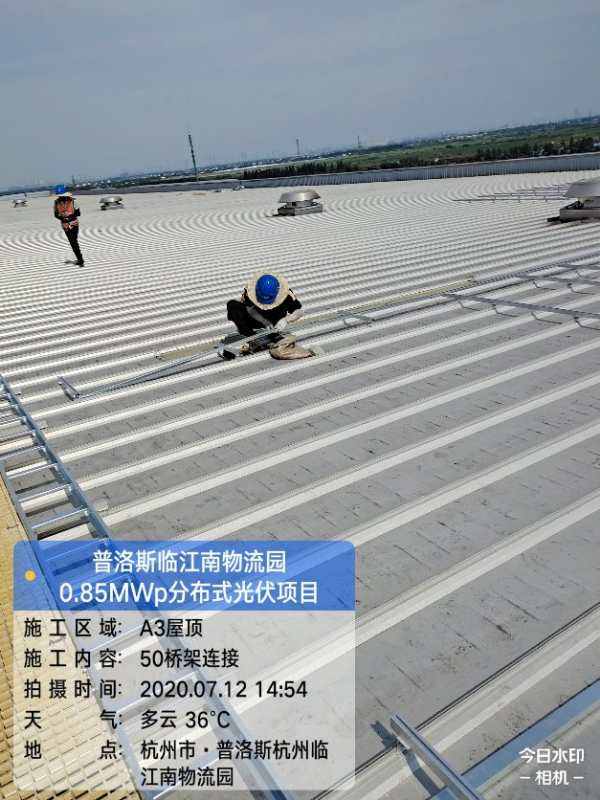 普洛斯临江南物流园
0.85MWp分布式光伏项目
施工区域：A3屋顶
施工内容：50桥架连接
拍摄时间：2020.07.12 14:54
天气：多云 36℃
地点：杭州市·普洛斯杭州临
江南物流园
今日水印
－相机－